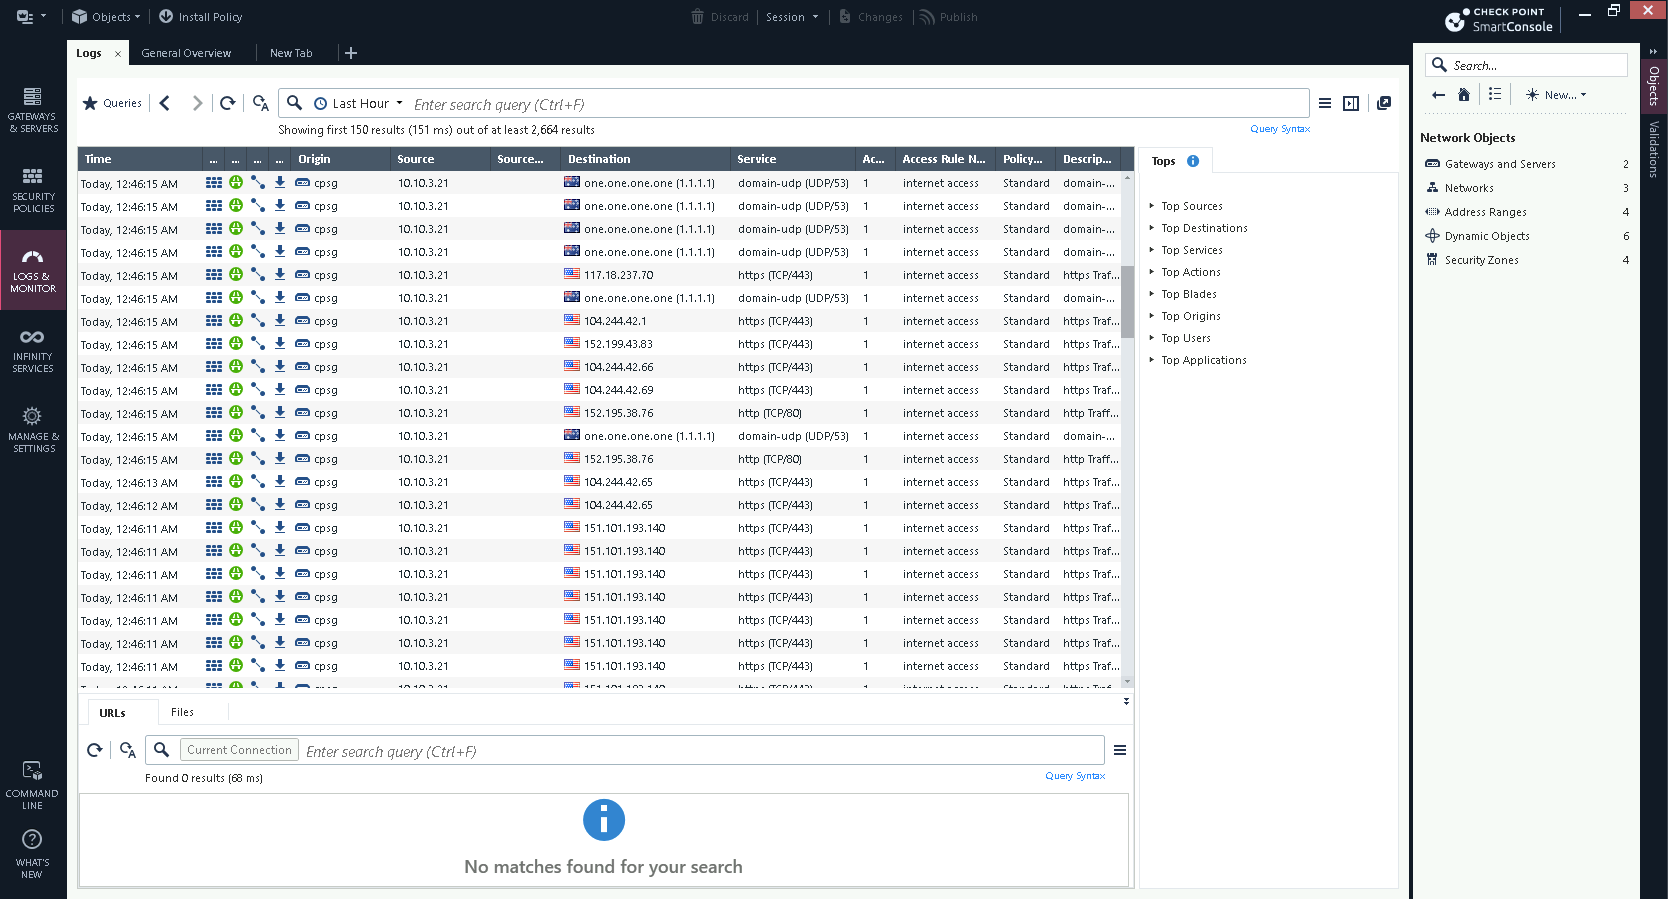 Objects
Install Policy
Discard
Session
Changes
Publish
CHECK POINT
SmartConsole
Logs
General Overview
New Tab
GATEWAYS
& SERVERS
SECURITY
POLICIES
LOGS &
MONITOR
INFINITY
SERVICES
MANAGE &
SETTINGS
COMMAND
LINE
WHAT'S
NEW
Queries
Last Hour
Enter search query (Ctrl+F)
Showing first 150 results (151 ms) out of at least 2,664 results
Query Syntax
Time ... ... ... ... Origin Source Source... Destination Service Ac... Access Rule N... Policy... Descrip...
Today, 12:46:15 AM cpsg 10.10.3.21 one.one.one.one (1.1.1.1) domain-udp (UDP/53) 1 internet access Standard domain-...
Today, 12:46:15 AM cpsg 10.10.3.21 one.one.one.one (1.1.1.1) domain-udp (UDP/53) 1 internet access Standard domain-...
Today, 12:46:15 AM cpsg 10.10.3.21 one.one.one.one (1.1.1.1) domain-udp (UDP/53) 1 internet access Standard domain-...
Today, 12:46:15 AM cpsg 10.10.3.21 one.one.one.one (1.1.1.1) domain-udp (UDP/53) 1 internet access Standard domain-...
Today, 12:46:15 AM cpsg 10.10.3.21 117.18.237.70 https (TCP/443) 1 internet access Standard https Traf...
Today, 12:46:15 AM cpsg 10.10.3.21 one.one.one.one (1.1.1.1) domain-udp (UDP/53) 1 internet access Standard domain-...
Today, 12:46:15 AM cpsg 10.10.3.21 104.244.42.1 https (TCP/443) 1 internet access Standard https Traf...
Today, 12:46:15 AM cpsg 10.10.3.21 152.199.43.83 https (TCP/443) 1 internet access Standard https Traf...
Today, 12:46:15 AM cpsg 10.10.3.21 104.244.42.66 https (TCP/443) 1 internet access Standard https Traf...
Today, 12:46:15 AM cpsg 10.10.3.21 104.244.42.69 https (TCP/443) 1 internet access Standard https Traf...
Today, 12:46:15 AM cpsg 10.10.3.21 152.195.38.76 http (TCP/80) 1 internet access Standard http Traff...
Today, 12:46:15 AM cpsg 10.10.3.21 one.one.one.one (1.1.1.1) domain-udp (UDP/53) 1 internet access Standard domain-...
Today, 12:46:15 AM cpsg 10.10.3.21 152.195.38.76 http (TCP/80) 1 internet access Standard http Traff...
Today, 12:46:13 AM cpsg 10.10.3.21 104.244.42.65 https (TCP/443) 1 internet access Standard https Traf...
Today, 12:46:12 AM cpsg 10.10.3.21 104.244.42.65 https (TCP/443) 1 internet access Standard https Traf...
Today, 12:46:11 AM cpsg 10.10.3.21 151.101.193.140 https (TCP/443) 1 internet access Standard https Traf...
Today, 12:46:11 AM cpsg 10.10.3.21 151.101.193.140 https (TCP/443) 1 internet access Standard https Traf...
Today, 12:46:11 AM cpsg 10.10.3.21 151.101.193.140 https (TCP/443) 1 internet access Standard https Traf...
Today, 12:46:11 AM cpsg 10.10.3.21 151.101.193.140 https (TCP/443) 1 internet access Standard https Traf...
Today, 12:46:11 AM cpsg 10.10.3.21 151.101.193.140 https (TCP/443) 1 internet access Standard https Traf...
Today, 12:46:11 AM cpsg 10.10.3.21 151.101.193.140 https (TCP/443) 1 internet access Standard https Traf...
Today, 12:46:11 AM cpsg 10.10.3.21 151.101.193.140 https (TCP/443) 1 internet access Standard https Traf...
URLs
Files
Current Connection
Enter search query (Ctrl+F)
Found 0 results (68 ms)
Query Syntax
No matches found for your search
Tops
Top Sources
Top Destinations
Top Services
Top Actions
Top Blades
Top Origins
Top Users
Top Applications
Search...
New...
Network Objects
Gateways and Servers 2
Networks 3
Address Ranges 4
Dynamic Objects 6
Security Zones 4
Objects
Validations